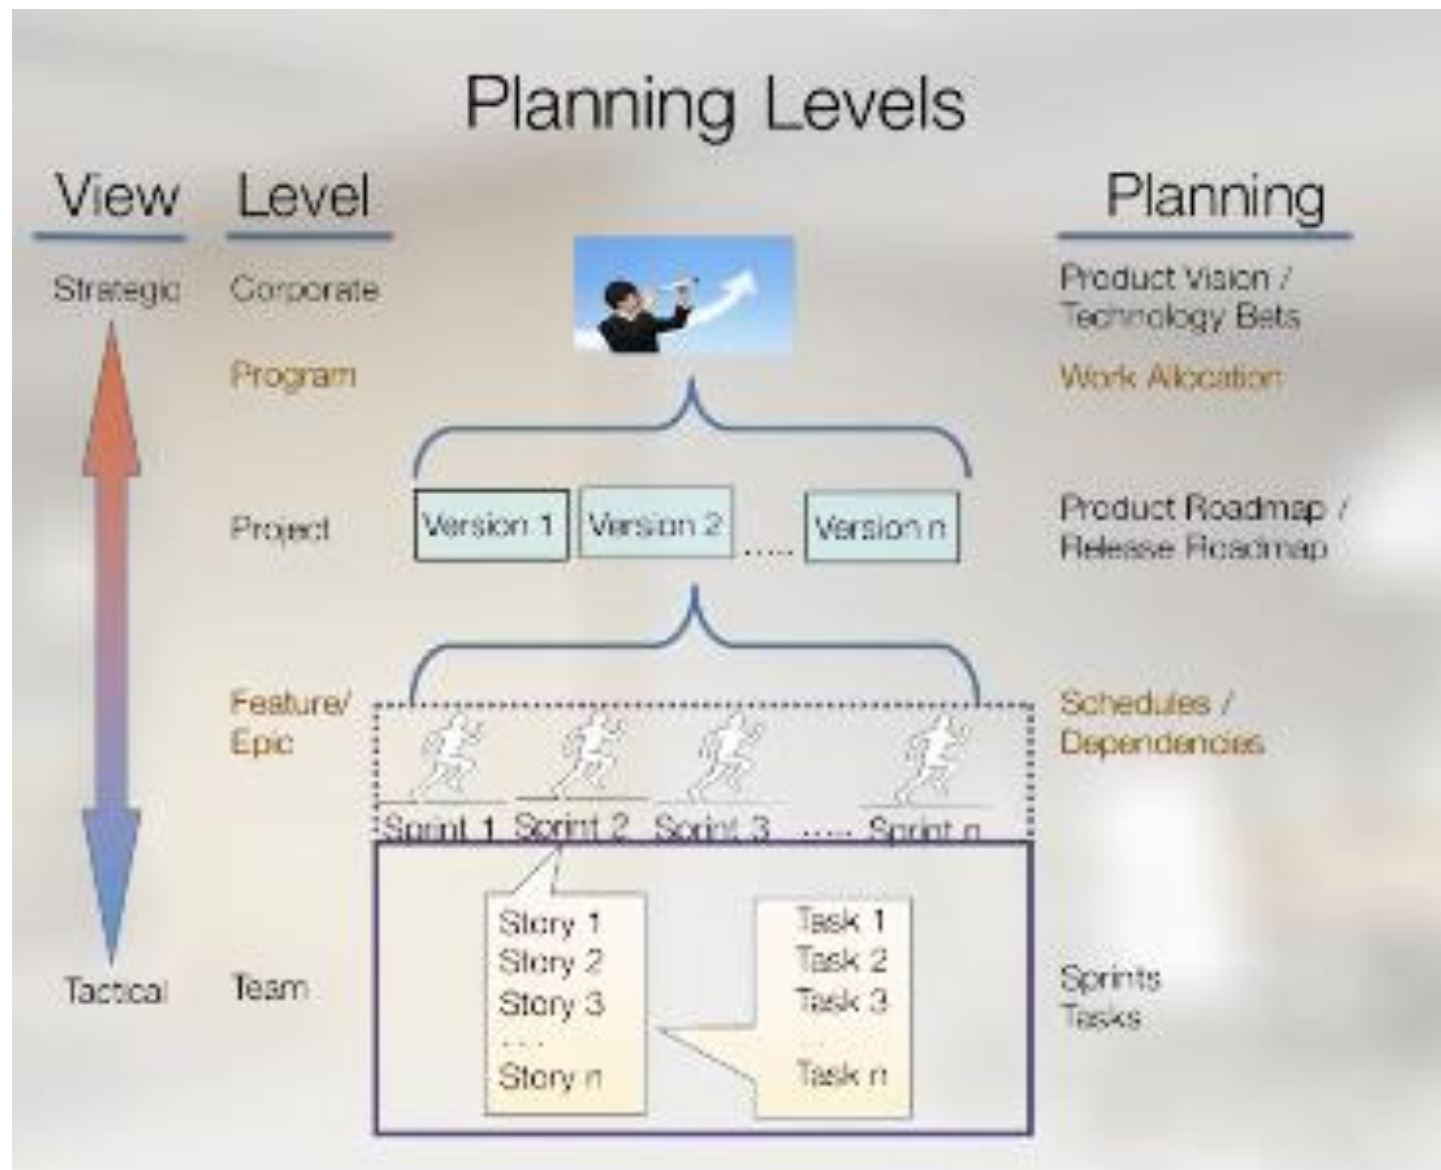 Planning Levels
View Level Planning
Strategic Corporate Product Vision /
Technology Bets
Program Work Allocation
Project Version 1 Version 2 ..... Version n Product Roadmap /
Release Roadmap
Feature/ Schedules /
Epic Dependencies
Sprint 1 Sprint 2 Sprint 3 ..... Sprint n
Story 1 Task 1
Story 2 Task 2
Tactical Team Story 3 Task 3 Sprints
Tasks
... ...
Story n Task n